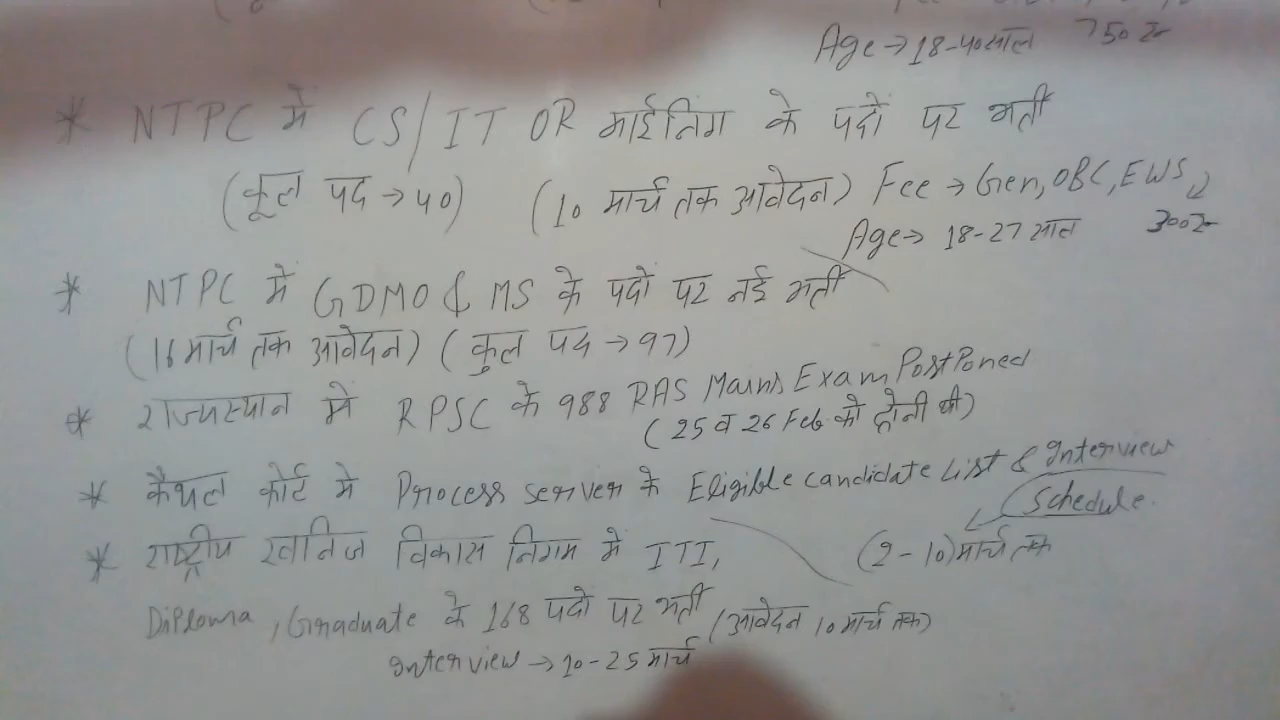 Age → 18-40 साल 750 रु
* NTPC में CS/IT OR माईनिंग के पदों पर भर्ती
(कूल पद → 40) (10 मार्च तक आवेदन) Fee → Gen, OBC, EWS
Age → 18-27 साल 300रु
* NTPC में GDMO & MS के पदों पर नई भर्ती
(16 मार्च तक आवेदन) (कुल पद → 97)
* राज्यस्थान में RPSC के 988 RAS Mains Exam PostPoned
(25 व 26 Feb को होनी थी)
* कैथल कोर्ट में Process Server के Eligible candidate List & Interview
Schedule.
(2-10) मार्च तक
* राष्ट्रीय खनिज विकास निगम में ITI,
Diploma, Graduate के 168 पदों पर भर्ती (आवेदन 10 मार्च तक)
Interview → 10-25 मार्च